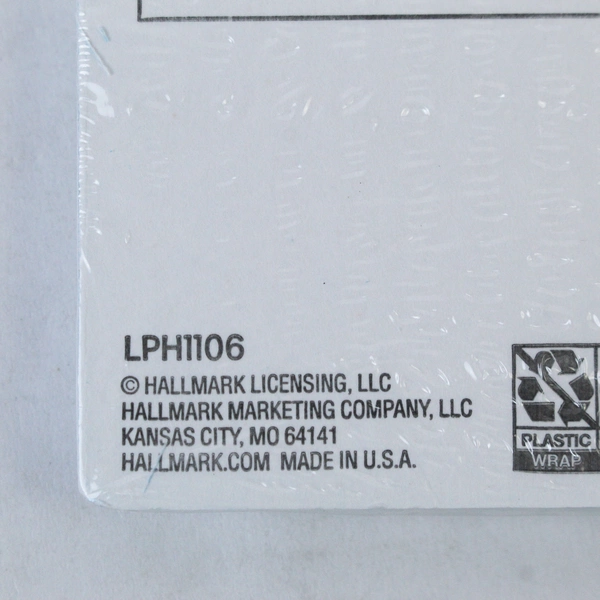 LPH1106
© HALLMARK LICENSING, LLC
HALLMARK MARKETING COMPANY, LLC
KANSAS CITY, MO 64141
HALLMARK.COM MADE IN U.S.A.
PLASTIC
WRAP